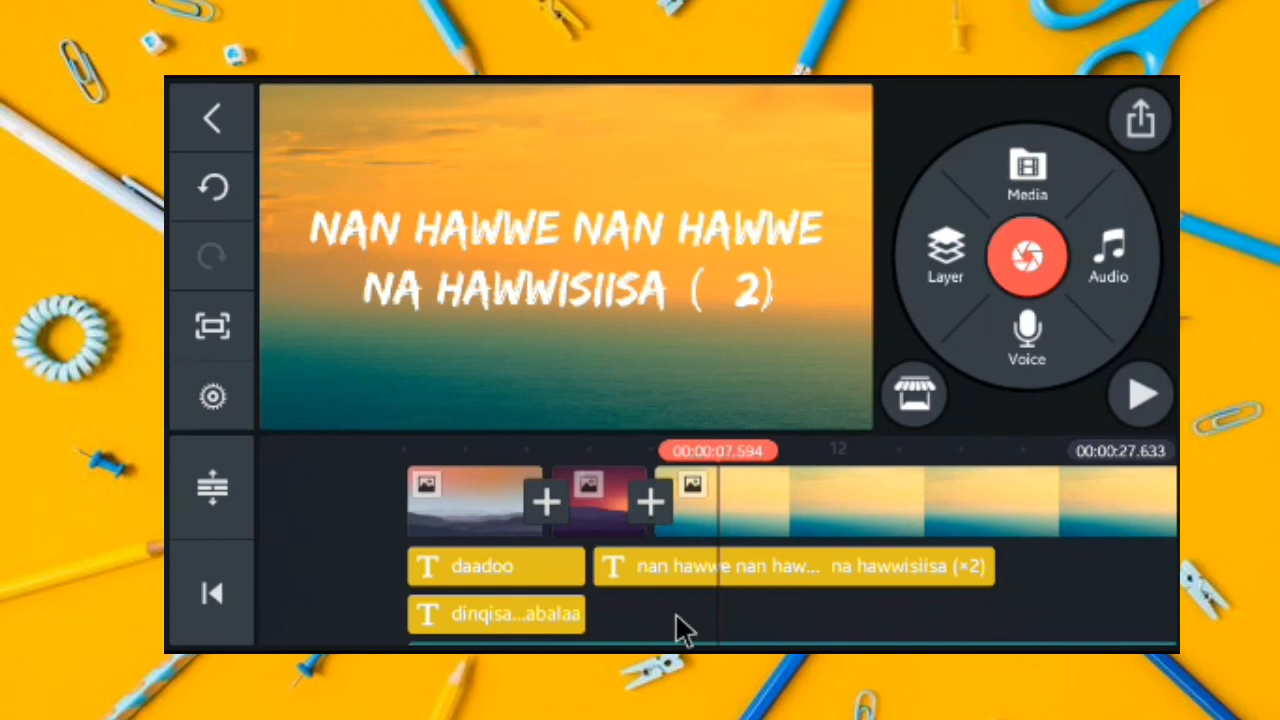 NAN HAWWE NAN HAWWE
NA HAWWISIISA ( 2)
Media
Layer
Audio
Voice
00:00:07.594
12
00:00:27.633
T daadoo
T nan hawwe nan haw... na hawwisiisa (×2)
T dinqisa...abalaa